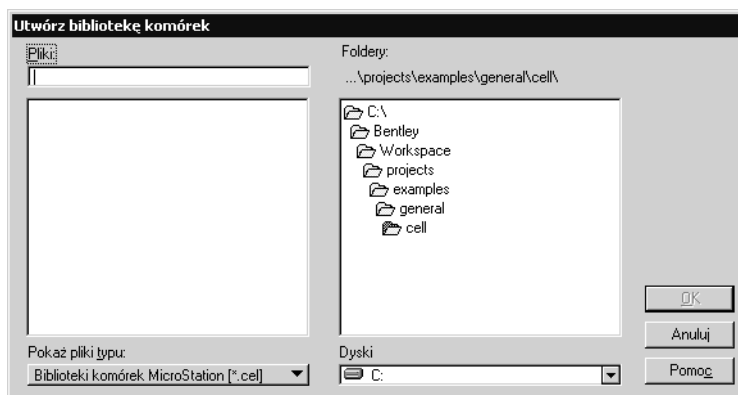 Utwórz bibliotekę komórek
Pliki:
Foldery:
...\projects\examples\general\cell\
C:\
Bentley
Workspace
projects
examples
general
cell
OK
Anuluj
Pokaż pliki typu:
Dyski
Biblioteki komórek MicroStation [*.cel]
C:
Pomoc